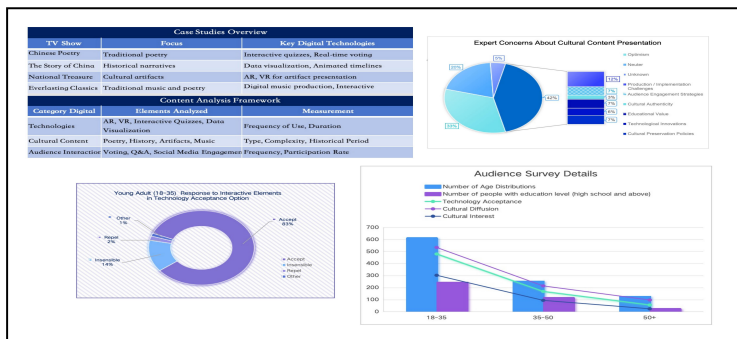 Case Studies Overview
TV Show Focus Key Digital Technologies
Chinese Poetry Traditional poetry Interactive quizzes, Real-time voting
The Story of China Historical narratives Data visualization, Animated timelines
National Treasure Cultural artifacts AR, VR for artifact presentation
Everlasting Classics Traditional music and poetry Digital music production, Interactive
Content Analysis Framework
Category Digital Elements Analyzed Measurement
AR, VR, Interactive Quizzes, Data
Technologies Frequency of Use, Duration
Visualization
Cultural Content Poetry, History, Artifacts, Music Type, Complexity, Historical Period
Audience Interaction Voting, Q&A, Social Media Engagemen Frequency, Participation Rate
Expert Concerns About Cultural Content Presentation
5%
42%
12%
7%
3%
7%
6%
7%
Optimism
Neuter
Unknown
Production / Implementation
Challenges
Audience Engagement Strategies
Cultural Authenticity
Educational Value
Technological Innovations
Cultural Preservation Policies
Young Adult (18-35) Response to Interactive Elements
in Technology Acceptance Option
Other
1%
Repel
2%
Insensible
14%
Accept
83%
Accept
Insensible
Repel
Other
Audience Survey Details
Number of Age Distributions
Number of people with education level (high school and above)
Technology Acceptance
Cultural Diffusion
Cultural Interest
700
600
500
400
300
200
100
0
18-35 35-50 50+